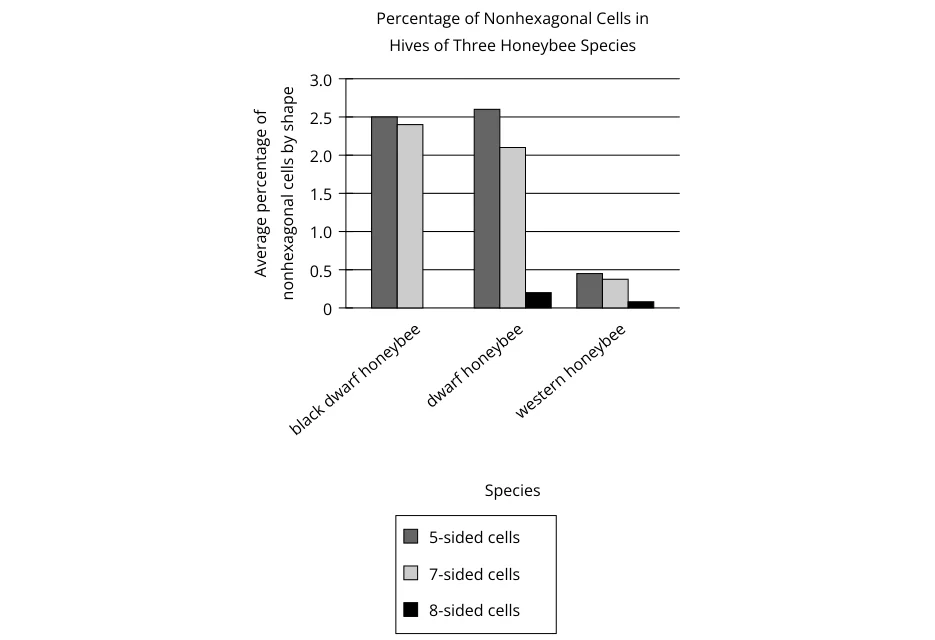 Percentage of Nonhexagonal Cells in
Hives of Three Honeybee Species
Average percentage of
nonhexagonal cells by shape
3.0
2.5
2.0
1.5
1.0
0.5
0
black dwarf honeybee
dwarf honeybee
western honeybee
Species
5-sided cells
7-sided cells
8-sided cells